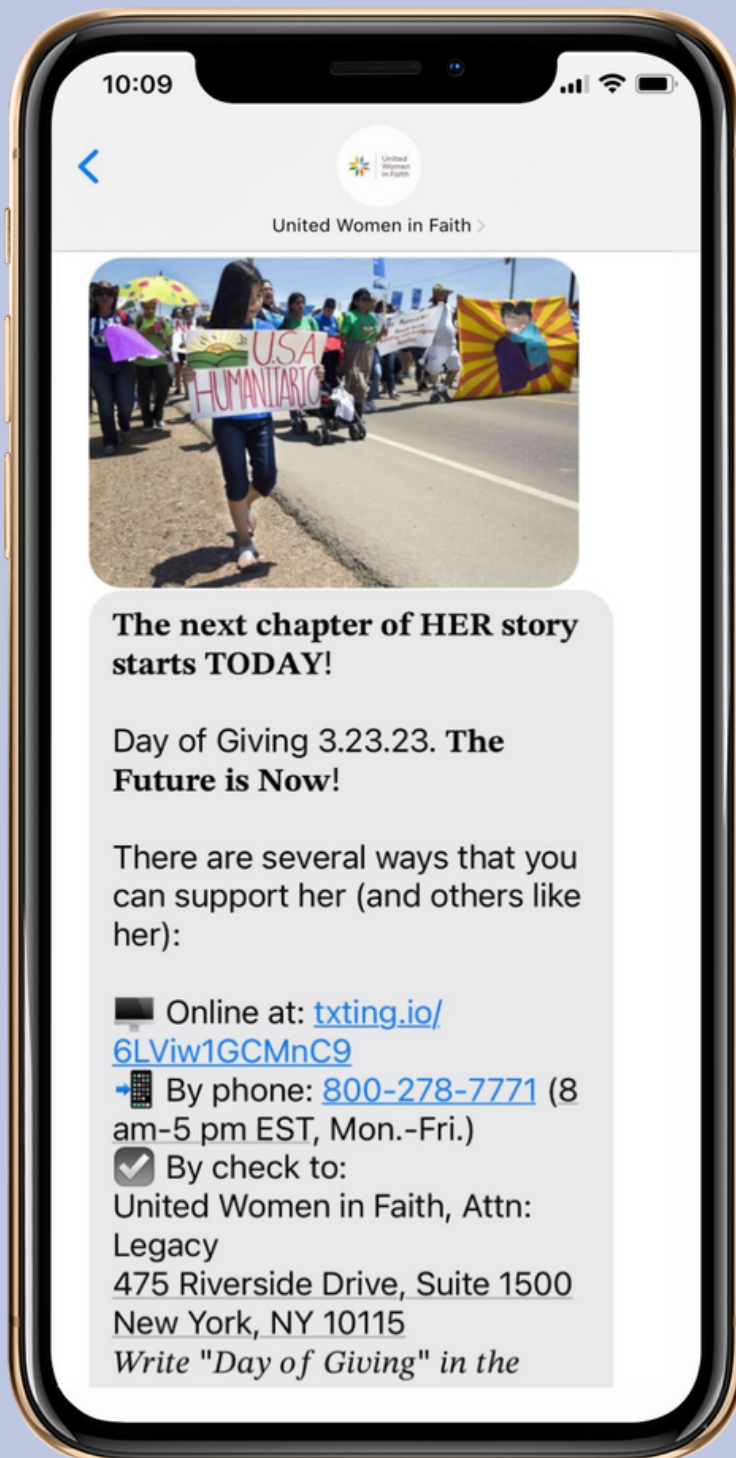 10:09
United
Women
in Faith
United Women in Faith
U.S.A
HUMANITARIO
The next chapter of HER story
starts TODAY!
Day of Giving 3.23.23. The
Future is Now!
There are several ways that you
can support her (and others like
her):
Online at: txting.io/
6LViw1GCMnC9
By phone: 800-278-7771 (8
am-5 pm EST, Mon.-Fri.)
By check to:
United Women in Faith, Attn:
Legacy
475 Riverside Drive, Suite 1500
New York, NY 10115
Write "Day of Giving" in the